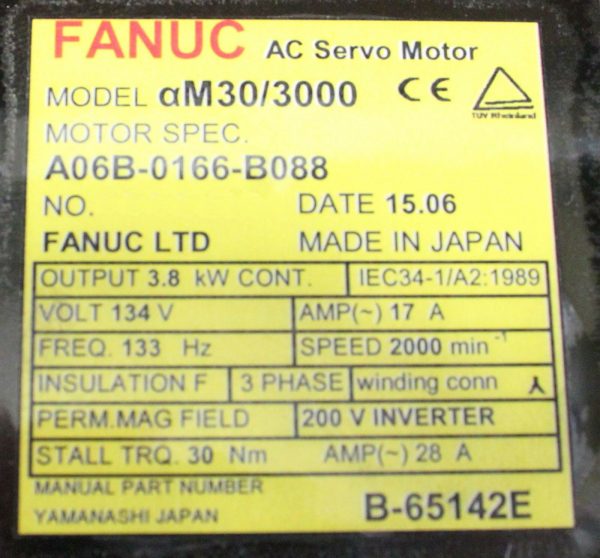 FANUC AC Servo Motor
MODEL αM30/3000 CE TUV Rheinland
MOTOR SPEC.
A06B-0166-B088
NO. DATE 15.06
FANUC LTD MADE IN JAPAN
OUTPUT 3.8 kW CONT. IEC34-1/A2:1989
VOLT 134 V AMP(~) 17 A
FREQ. 133 Hz SPEED 2000 min⁻¹
INSULATION F 3 PHASE winding conn ⅄
PERM.MAG FIELD 200 V INVERTER
STALL TRQ. 30 Nm AMP(~) 28 A
MANUAL PART NUMBER
YAMANASHI JAPAN B-65142E